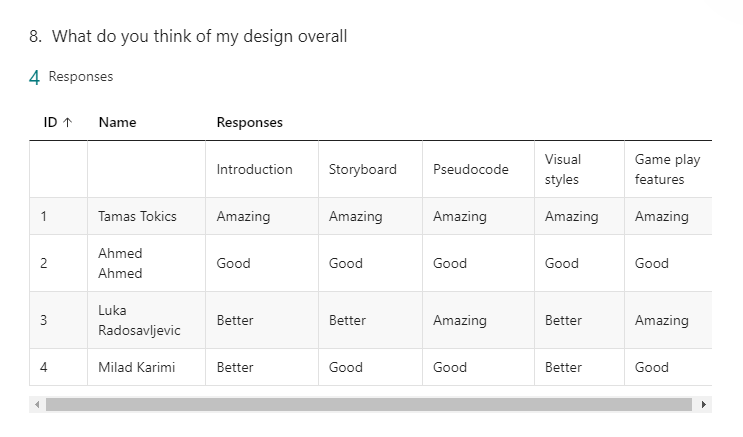 8. What do you think of my design overall
4 Responses
ID ↑ Name Responses
Introduction Storyboard Pseudocode Visual styles Game play features
1 Tamas Tokics Amazing Amazing Amazing Amazing Amazing
2 Ahmed Ahmed Good Good Good Good Good
3 Luka Radosavljevic Better Better Amazing Better Amazing
4 Milad Karimi Better Good Good Better Good